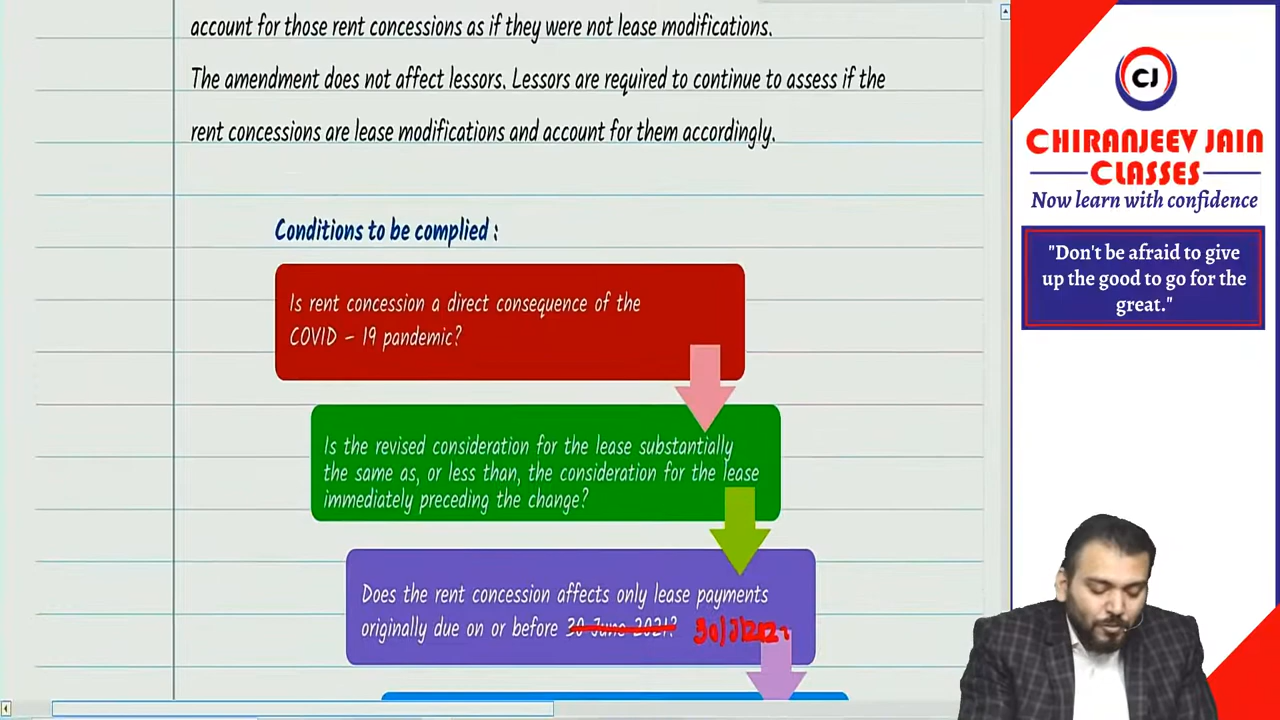 account for those rent concessions as if they were not lease modifications.
The amendment does not affect lessors. Lessors are required to continue to assess if the
rent concessions are lease modifications and account for them accordingly.
Conditions to be complied :
Is rent concession a direct consequence of the
COVID – 19 pandemic?
Is the revised consideration for the lease substantially
the same as, or less than, the consideration for the lease
immediately preceding the change?
Does the rent concession affects only lease payments
originally due on or before 30 June 2021?
CJ
CHIRANJEEV JAIN
CLASSES
Now learn with confidence
"Don't be afraid to give
up the good to go for the
great."